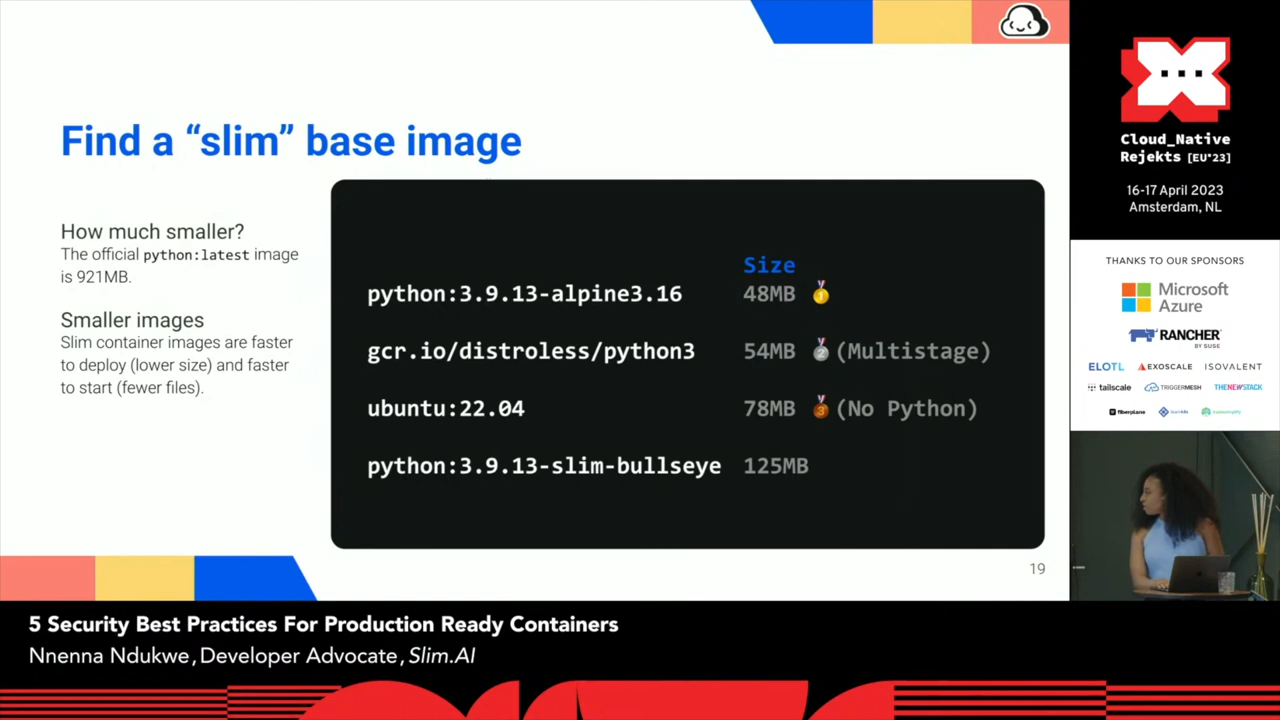 Find a “slim” base image
How much smaller?
The official python:latest image
is 921MB.
Smaller images
Slim container images are faster
to deploy (lower size) and faster
to start (fewer files).
Size
python:3.9.13-alpine3.16 48MB
gcr.io/distroless/python3 54MB (Multistage)
ubuntu:22.04 78MB (No Python)
python:3.9.13-slim-bullseye 125MB
19
Cloud_Native
Rejekts [EU'23]
16-17 April 2023
Amsterdam, NL
THANKS TO OUR SPONSORS
Microsoft
Azure
RANCHER
BY SUSE
ELOTL EXOSCALE ISOVALENT
tailscale TRIGGERMESH THENEWSTACK
fiberplane
5 Security Best Practices For Production Ready Containers
Nnenna Ndukwe, Developer Advocate, Slim.AI